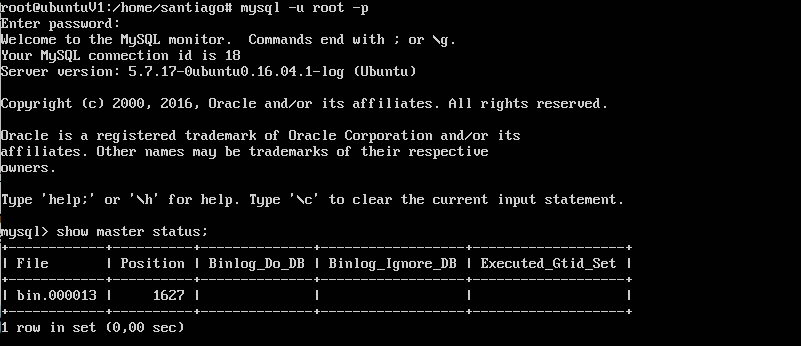 root@ubuntuV1:/home/santiago# mysql -u root -p
Enter password:
Welcome to the MySQL monitor.  Commands end with ; or \g.
Your MySQL connection id is 18
Server version: 5.7.17-0ubuntu0.16.04.1-log (Ubuntu)

Copyright (c) 2000, 2016, Oracle and/or its affiliates. All rights reserved.

Oracle is a registered trademark of Oracle Corporation and/or its
affiliates. Other names may be trademarks of their respective
owners.

Type 'help;' or '\h' for help. Type '\c' to clear the current input statement.

mysql> show master status;
+------------+----------+--------------+------------------+-------------------+
| File       | Position | Binlog_Do_DB | Binlog_Ignore_DB | Executed_Gtid_Set |
+------------+----------+--------------+------------------+-------------------+
| bin.000013 |     1627 |              |                  |                   |
+------------+----------+--------------+------------------+-------------------+
1 row in set (0,00 sec)